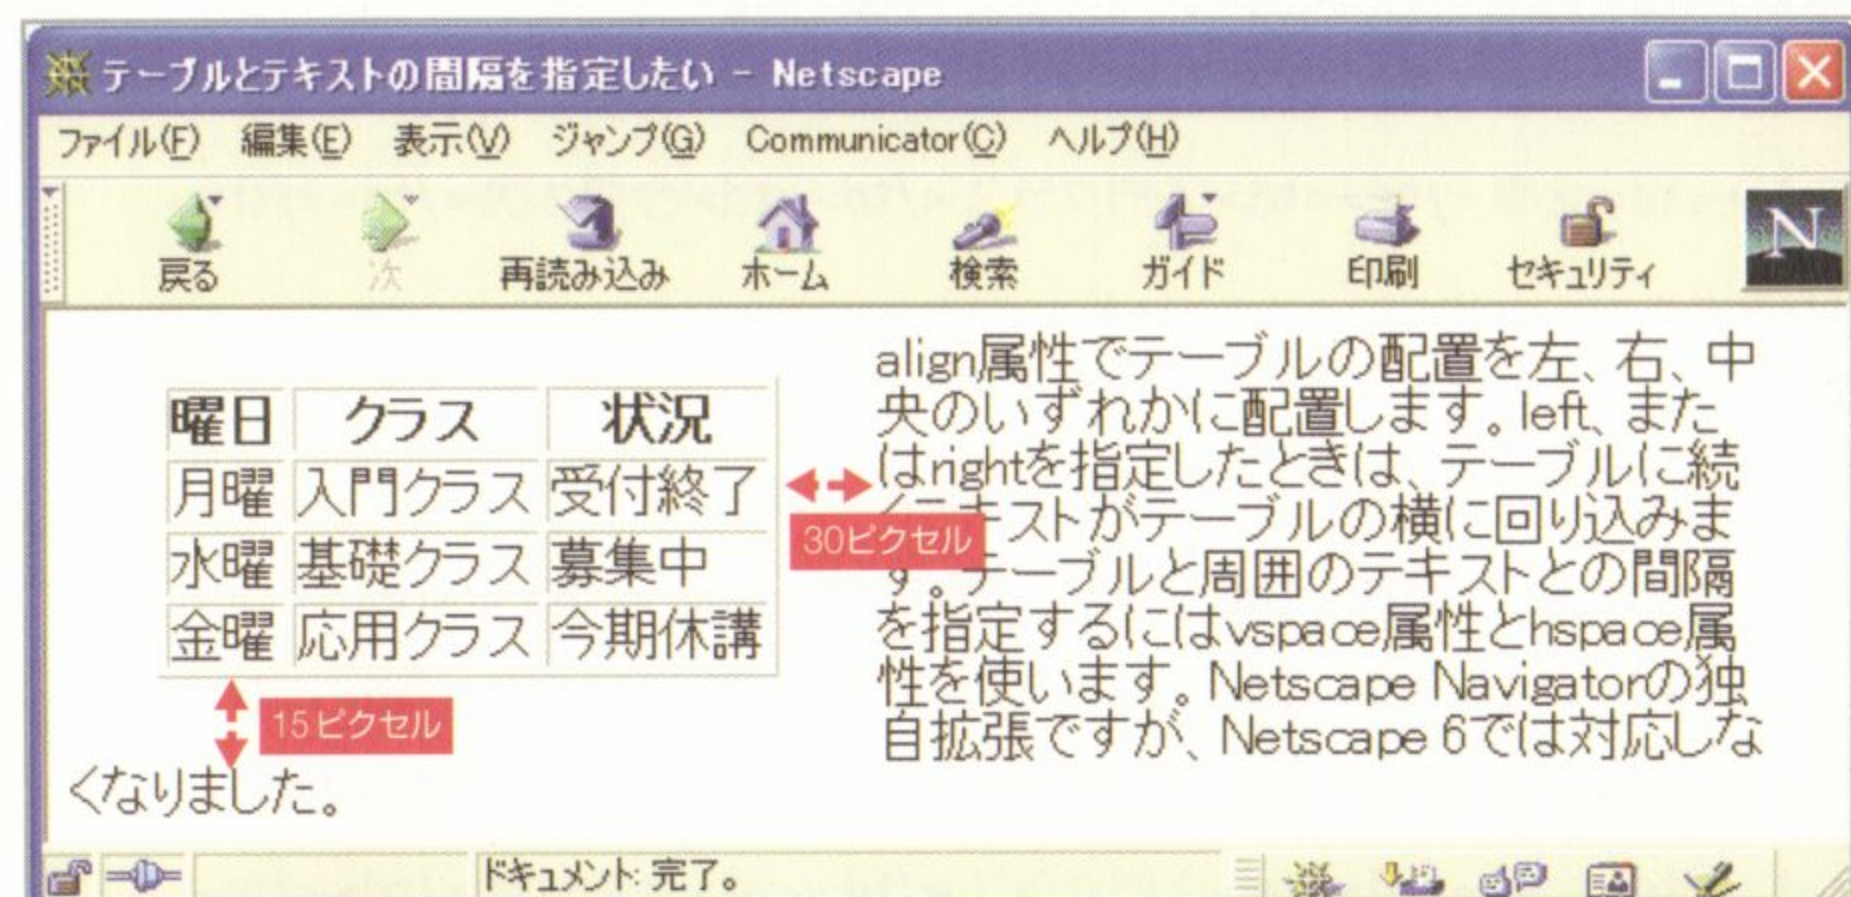 テーブルとテキストの間隔を指定したい - Netscape
ファイル(F) 編集(E) 表示(V) ジャンプ(G) Communicator(C) ヘルプ(H)
戻る 次 再読み込み ホーム 検索 ガイド 印刷 セキュリティ N
曜日 クラス 状況
月曜 入門クラス 受付終了
水曜 基礎クラス 募集中
金曜 応用クラス 今期休講
30ピクセル
15ピクセル
align属性でテーブルの配置を左、右、中
央のいずれかに配置します。left、また
はrightを指定したときは、テーブルに続
くテキストがテーブルの横に回り込みま
す。テーブルと周囲のテキストとの間隔
を指定するにはvspace属性とhspace属
性を使います。Netscape Navigatorの独
自拡張ですが、Netscape 6では対応しな
くなりました。
ドキュメント: 完了。